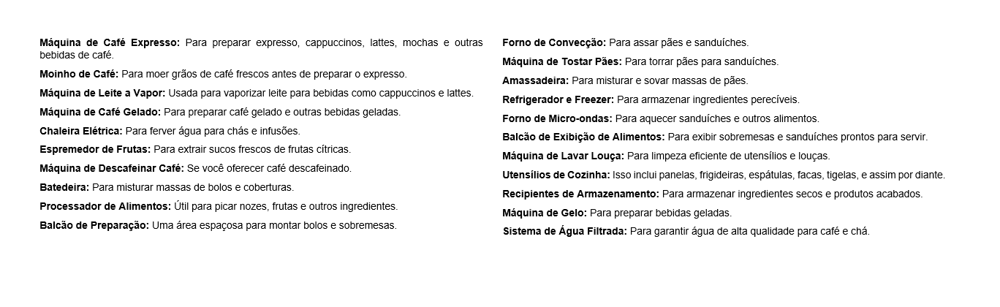 Máquina de Café Expresso: Para preparar expresso, cappuccinos, lattes, mochas e outras
bebidas de café.
Moinho de Café: Para moer grãos de café frescos antes de preparar o expresso.
Máquina de Leite a Vapor: Usada para vaporizar leite para bebidas como cappuccinos e lattes.
Máquina de Café Gelado: Para preparar café gelado e outras bebidas geladas.
Chaleira Elétrica: Para ferver água para chás e infusões.
Espremedor de Frutas: Para extrair sucos frescos de frutas cítricas.
Máquina de Descafeinar Café: Se você oferecer café descafeinado.
Batedeira: Para misturar massas de bolos e coberturas.
Processador de Alimentos: Útil para picar nozes, frutas e outros ingredientes.
Balcão de Preparação: Uma área espaçosa para montar bolos e sobremesas.
Forno de Convecção: Para assar pães e sanduíches.
Máquina de Tostar Pães: Para torrar pães para sanduíches.
Amassadeira: Para misturar e sovar massas de pães.
Refrigerador e Freezer: Para armazenar ingredientes perecíveis.
Forno de Micro-ondas: Para aquecer sanduíches e outros alimentos.
Balcão de Exibição de Alimentos: Para exibir sobremesas e sanduíches prontos para servir.
Máquina de Lavar Louça: Para limpeza eficiente de utensílios e louças.
Utensílios de Cozinha: Isso inclui panelas, frigideiras, espátulas, facas, tigelas, e assim por diante.
Recipientes de Armazenamento: Para armazenar ingredientes secos e produtos acabados.
Máquina de Gelo: Para preparar bebidas geladas.
Sistema de Água Filtrada: Para garantir água de alta qualidade para café e chá.